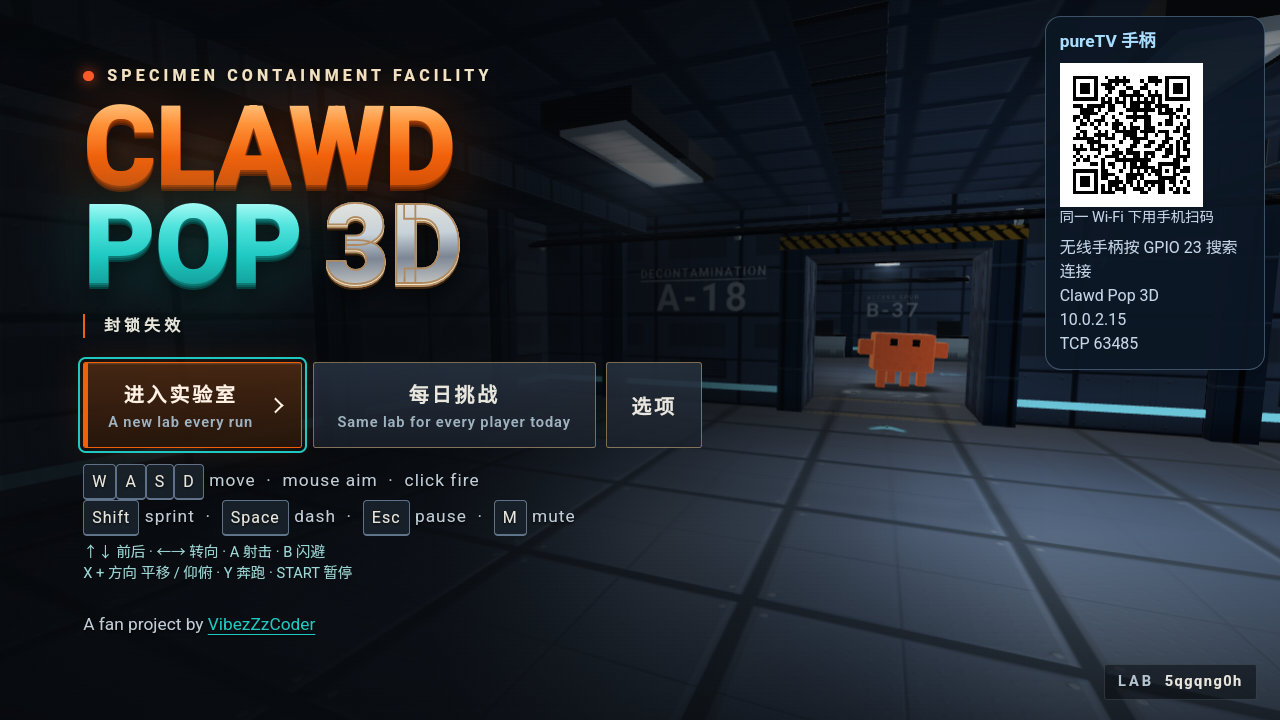 SPECIMEN CONTAINMENT FACILITY
CLAWD
POP 3D
封锁失效
进入实验室
A new lab every run
每日挑战
Same lab for every player today
选项
W A S D move · mouse aim · click fire
Shift sprint · Space dash · Esc pause · M mute
↑↓ 前后 · ←→ 转向 · A 射击 · B 闪避
X + 方向 平移 / 仰俯 · Y 奔跑 · START 暂停
A fan project by VibezZzCoder
DECONTAMINATION
A-18
B-37
pureTV 手柄
同一 Wi-Fi 下用手机扫码
无线手柄按 GPIO 23 搜索
连接
Clawd Pop 3D
10.0.2.15
TCP 63485
LAB 5qgqng0h